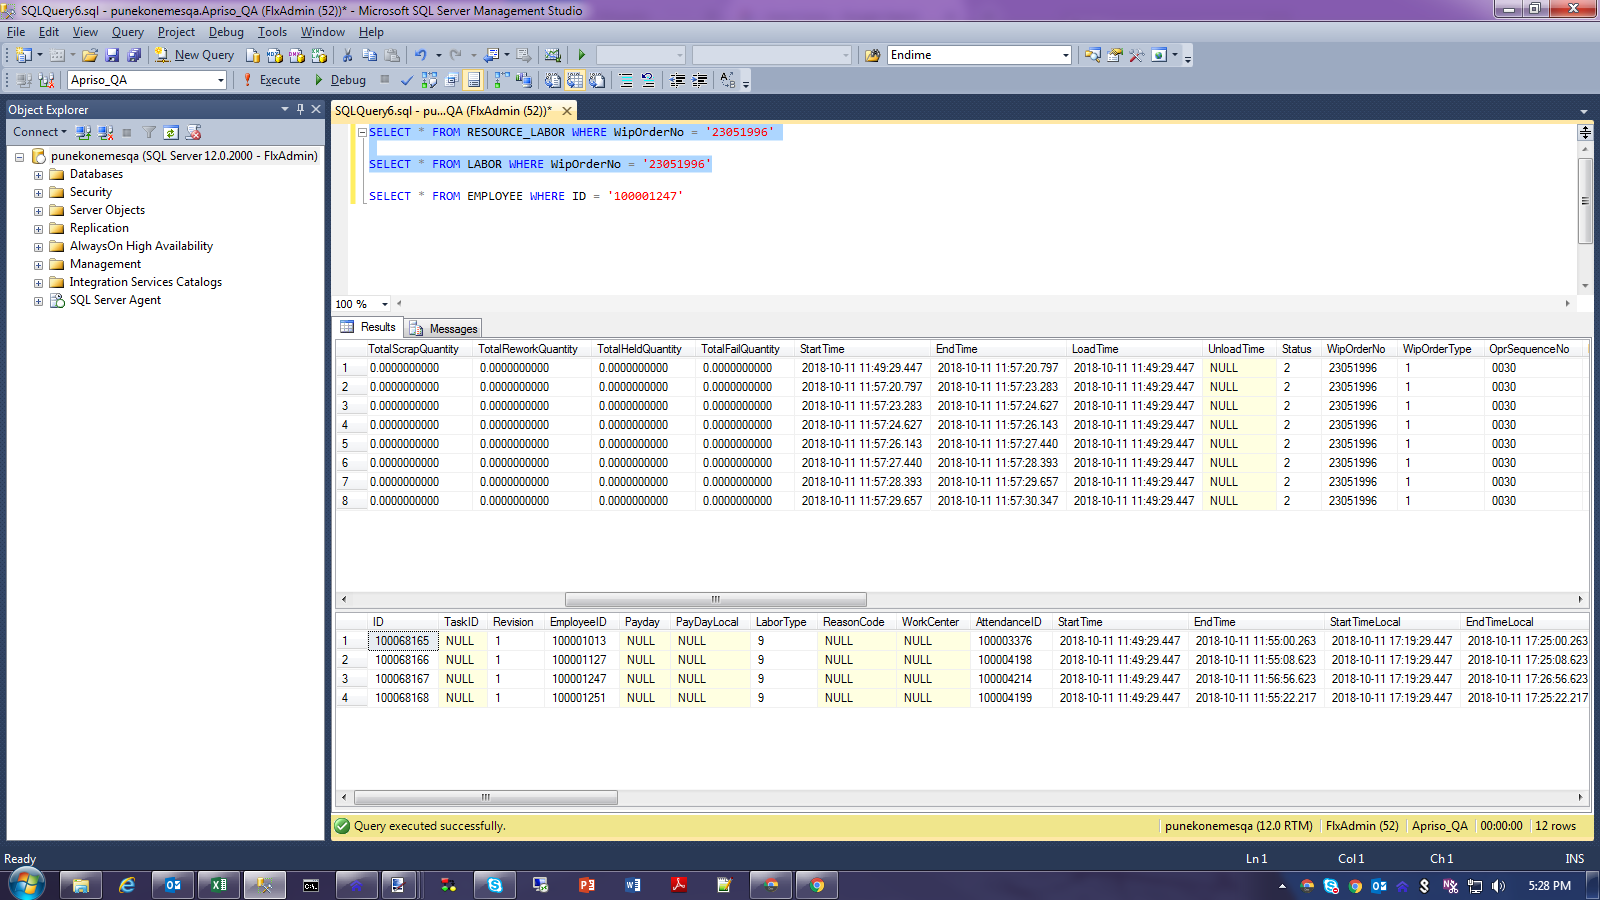 SQLQuery6.sql - punekonemesqa.Apriso_QA (FlxAdmin (52))* - Microsoft SQL Server Management Studio
File Edit View Query Project Debug Tools Window Help
New Query Endime
Apriso_QA Execute Debug
Object Explorer
Connect
punekonemesqa (SQL Server 12.0.2000 - FlxAdmin)
Databases
Security
Server Objects
Replication
AlwaysOn High Availability
Management
Integration Services Catalogs
SQL Server Agent
SQLQuery6.sql - pu...QA (FlxAdmin (52))*
SELECT * FROM RESOURCE_LABOR WHERE WipOrderNo = '23051996'
SELECT * FROM LABOR WHERE WipOrderNo = '23051996'
SELECT * FROM EMPLOYEE WHERE ID = '100001247'
100 %
Results Messages
TotalScrapQuantity TotalReworkQuantity TotalHeldQuantity TotalFailQuantity StartTime EndTime LoadTime UnloadTime Status WipOrderNo WipOrderType OprSequenceNo
1 0.0000000000 0.0000000000 0.0000000000 0.0000000000 2018-10-11 11:49:29.447 2018-10-11 11:57:20.797 2018-10-11 11:49:29.447 NULL 2 23051996 1 0030
2 0.0000000000 0.0000000000 0.0000000000 0.0000000000 2018-10-11 11:57:20.797 2018-10-11 11:57:23.283 2018-10-11 11:49:29.447 NULL 2 23051996 1 0030
3 0.0000000000 0.0000000000 0.0000000000 0.0000000000 2018-10-11 11:57:23.283 2018-10-11 11:57:24.627 2018-10-11 11:49:29.447 NULL 2 23051996 1 0030
4 0.0000000000 0.0000000000 0.0000000000 0.0000000000 2018-10-11 11:57:24.627 2018-10-11 11:57:26.143 2018-10-11 11:49:29.447 NULL 2 23051996 1 0030
5 0.0000000000 0.0000000000 0.0000000000 0.0000000000 2018-10-11 11:57:26.143 2018-10-11 11:57:27.440 2018-10-11 11:49:29.447 NULL 2 23051996 1 0030
6 0.0000000000 0.0000000000 0.0000000000 0.0000000000 2018-10-11 11:57:27.440 2018-10-11 11:57:28.393 2018-10-11 11:49:29.447 NULL 2 23051996 1 0030
7 0.0000000000 0.0000000000 0.0000000000 0.0000000000 2018-10-11 11:57:28.393 2018-10-11 11:57:29.657 2018-10-11 11:49:29.447 NULL 2 23051996 1 0030
8 0.0000000000 0.0000000000 0.0000000000 0.0000000000 2018-10-11 11:57:29.657 2018-10-11 11:57:30.347 2018-10-11 11:49:29.447 NULL 2 23051996 1 0030
ID TaskID Revision EmployeeID Payday PayDayLocal LaborType ReasonCode WorkCenter AttendanceID StartTime EndTime StartTimeLocal EndTimeLocal
1 100068165 NULL 1 100001013 NULL NULL 9 NULL NULL 100003376 2018-10-11 11:49:29.447 2018-10-11 11:55:00.263 2018-10-11 17:19:29.447 2018-10-11 17:25:00.263
2 100068166 NULL 1 100001127 NULL NULL 9 NULL NULL 100004198 2018-10-11 11:49:29.447 2018-10-11 11:55:08.623 2018-10-11 17:19:29.447 2018-10-11 17:25:08.623
3 100068167 NULL 1 100001247 NULL NULL 9 NULL NULL 100004214 2018-10-11 11:49:29.447 2018-10-11 11:56:56.623 2018-10-11 17:19:29.447 2018-10-11 17:26:56.623
4 100068168 NULL 1 100001251 NULL NULL 9 NULL NULL 100004199 2018-10-11 11:49:29.447 2018-10-11 11:55:22.217 2018-10-11 17:19:29.447 2018-10-11 17:25:22.217
Query executed successfully. punekonemesqa (12.0 RTM) FlxAdmin (52) Apriso_QA 00:00:00 12 rows
Ready Ln 1 Col 1 Ch 1 INS
5:28 PM